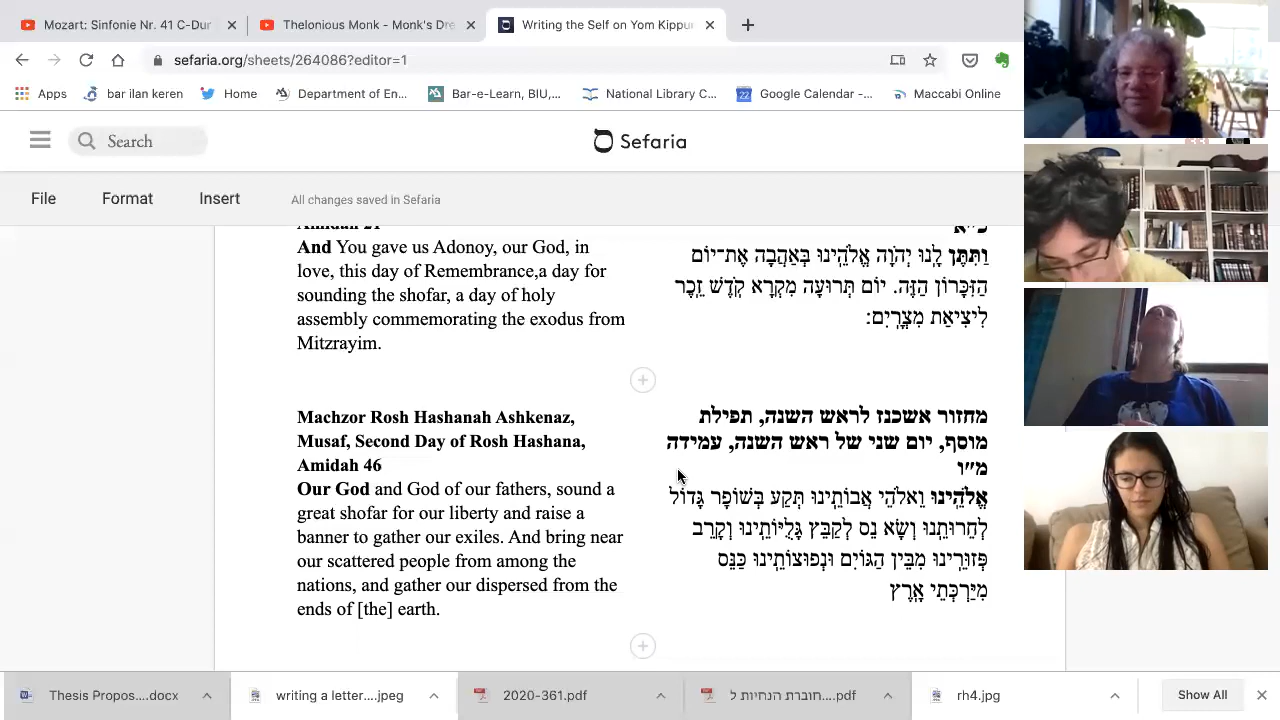 Mozart: Sinfonie Nr. 41 C-Dur
Thelonious Monk - Monk's Dre
Writing the Self on Yom Kippur
sefaria.org/sheets/264086?editor=1
Apps
bar ilan keren
Home
Department of En...
Bar-e-Learn, BIU,...
National Library C...
22
Google Calendar -...
Maccabi Online
Search
Sefaria
File
Format
Insert
All changes saved in Sefaria
Amidah 21
And You gave us Adonoy, our God, in
love, this day of Remembrance,a day for
sounding the shofar, a day of holy
assembly commemorating the exodus from
Mitzrayim.
כ״א
וַתִּתֶּן לָֽנוּ יְהֹוָה אֱלֹהֵֽינוּ בְּאַהֲבָה אֶת־יוֹם
הַזִּכָּרוֹן הַזֶּה. יוֹם תְּרוּעָה מִקְרָא קֹֽדֶשׁ זֵֽכֶר
לִיצִיאַת מִצְרָֽיִם:
Machzor Rosh Hashanah Ashkenaz,
Musaf, Second Day of Rosh Hashana,
Amidah 46
Our God and God of our fathers, sound a
great shofar for our liberty and raise a
banner to gather our exiles. And bring near
our scattered people from among the
nations, and gather our dispersed from the
ends of [the] earth.
מחזור אשכנז לראש השנה, תפילת
מוסף, יום שני של ראש השנה, עמידה
מ״ו
אֱלֹהֵֽינוּ וֵאלֹהֵי אֲבוֹתֵֽינוּ תְּקַע בְּשׁוֹפָר גָּדוֹל
לְחֵרוּתֵֽנוּ וְשָׂא נֵס לְקַבֵּץ גָּלֻיּוֹתֵֽינוּ וְקָרֵב
פְּזוּרֵֽינוּ מִבֵּין הַגּוֹיִם וּנְפוּצוֹתֵֽינוּ כַּנֵּס
מִיַּרְכְּתֵי אָֽרֶץ
Thesis Propos....docx
writing a letter....jpeg
2020-361.pdf
חוברת הנחיות ל....pdf
rh4.jpg
Show All